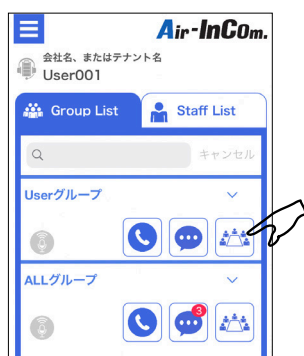 Air-InCom.
会社名、またはテナント名
User001
Group List
Staff List
キャンセル
Userグループ
ALLグループ
3